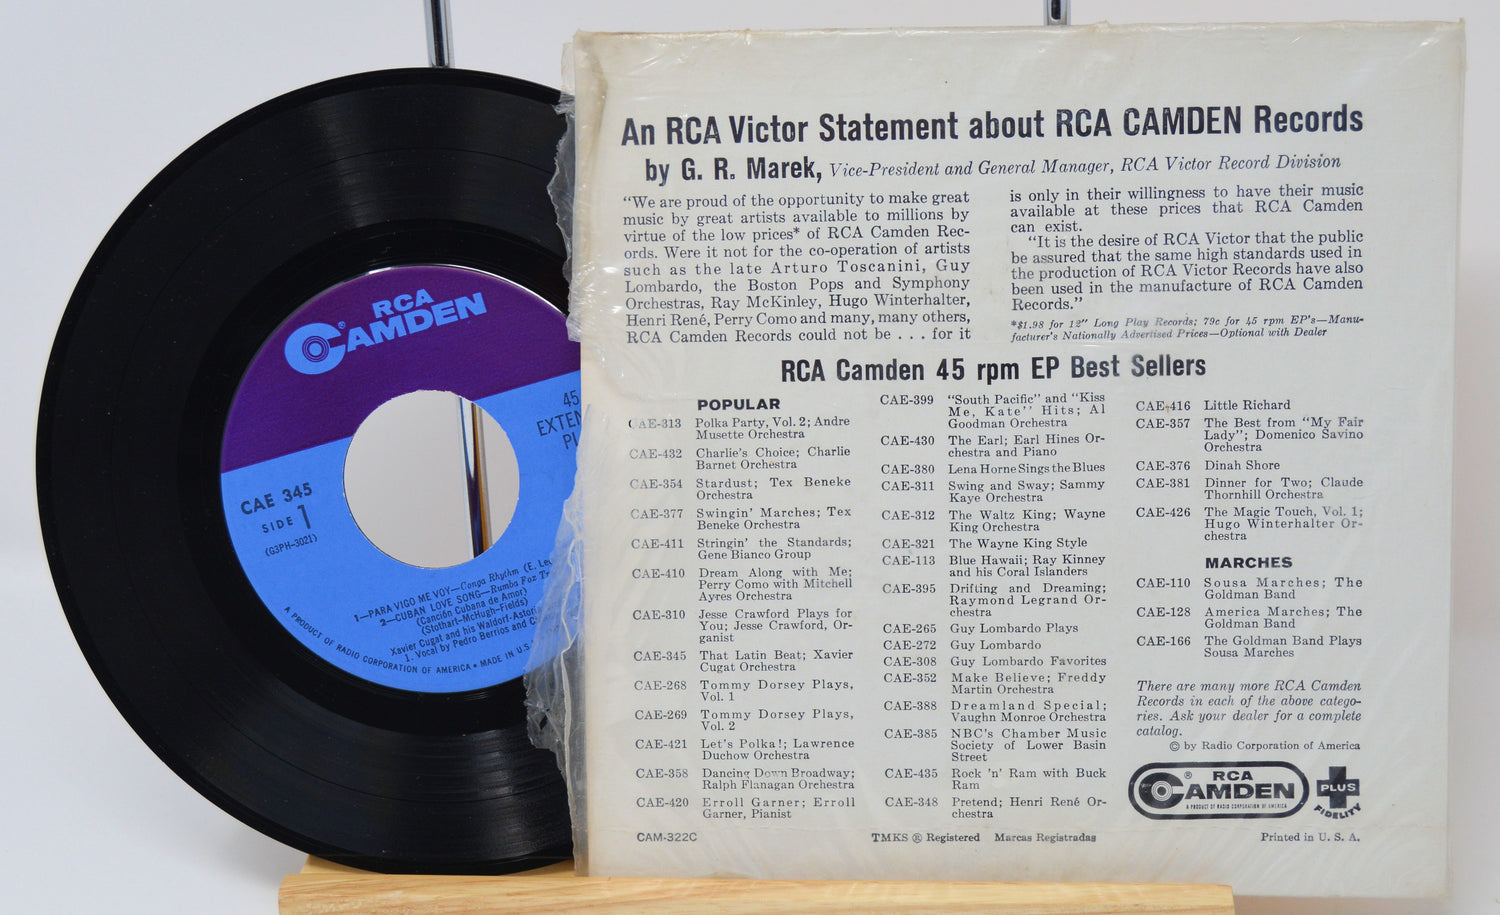 RCA
CAMDEN
45
CAE 345
SIDE 1
(G3PH-3021)
1—PARA VIGO ME VOY—Conga Rhythm (E. Le
2—CUBAN LOVE SONG—Rumba Fox Tr
(Canción Cubana de Amor)
(Stothart-McHugh-Fields)
Xavier Cugat and his Waldorf-Astori
1. Vocal by Pedro Berrios and C
A PRODUCT OF RADIO CORPORATION OF AMERICA • MADE IN U.S.
An RCA Victor Statement about RCA CAMDEN Records
by G. R. Marek, Vice-President and General Manager, RCA Victor Record Division
“We are proud of the opportunity to make great
music by great artists available to millions by
virtue of the low prices* of RCA Camden Rec-
ords. Were it not for the co-operation of artists
such as the late Arturo Toscanini, Guy
Lombardo, the Boston Pops and Symphony
Orchestras, Ray McKinley, Hugo Winterhalter,
Henri René, Perry Como and many, many others,
RCA Camden Records could not be . . . for it
is only in their willingness to have their music
available at these prices that RCA Camden
can exist.
“It is the desire of RCA Victor that the public
be assured that the same high standards used in
the production of RCA Victor Records have also
been used in the manufacture of RCA Camden
Records.”
*$1.98 for 12" Long Play Records; 79c for 45 rpm EP's—Manu-
facturer's Nationally Advertised Prices—Optional with Dealer
RCA Camden 45 rpm EP Best Sellers
POPULAR
CAE-313 Polka Party, Vol. 2; Andre
Musette Orchestra
CAE-432 Charlie's Choice; Charlie
Barnet Orchestra
CAE-354 Stardust; Tex Beneke
Orchestra
CAE-377 Swingin' Marches; Tex
Beneke Orchestra
CAE-411 Stringin' the Standards;
Gene Bianco Group
CAE-410 Dream Along with Me;
Perry Como with Mitchell
Ayres Orchestra
CAE-310 Jesse Crawford Plays for
You; Jesse Crawford, Or-
ganist
CAE-345 That Latin Beat; Xavier
Cugat Orchestra
CAE-268 Tommy Dorsey Plays,
Vol. 1
CAE-269 Tommy Dorsey Plays,
Vol. 2
CAE-421 Let's Polka!; Lawrence
Duchow Orchestra
CAE-358 Dancing Down Broadway;
Ralph Flanagan Orchestra
CAE-420 Erroll Garner; Erroll
Garner, Pianist
CAE-399 “South Pacific” and “Kiss
Me, Kate” Hits; Al
Goodman Orchestra
CAE-430 The Earl; Earl Hines Or-
chestra and Piano
CAE-380 Lena Horne Sings the Blues
CAE-311 Swing and Sway; Sammy
Kaye Orchestra
CAE-312 The Waltz King; Wayne
King Orchestra
CAE-321 The Wayne King Style
CAE-113 Blue Hawaii; Ray Kinney
and his Coral Islanders
CAE-395 Drifting and Dreaming;
Raymond Legrand Or-
chestra
CAE-265 Guy Lombardo Plays
CAE-272 Guy Lombardo
CAE-308 Guy Lombardo Favorites
CAE-352 Make Believe; Freddy
Martin Orchestra
CAE-388 Dreamland Special;
Vaughn Monroe Orchestra
CAE-385 NBC's Chamber Music
Society of Lower Basin
Street
CAE-435 Rock 'n' Ram with Buck
Ram
CAE-348 Pretend; Henri René Or-
chestra
CAE-416 Little Richard
CAE-357 The Best from “My Fair
Lady”; Domenico Savino
Orchestra
CAE-376 Dinah Shore
CAE-381 Dinner for Two; Claude
Thornhill Orchestra
CAE-426 The Magic Touch, Vol. 1;
Hugo Winterhalter Or-
chestra
MARCHES
CAE-110 Sousa Marches; The
Goldman Band
CAE-128 America Marches; The
Goldman Band
CAE-166 The Goldman Band Plays
Sousa Marches
There are many more RCA Camden
Records in each of the above catego-
ries. Ask your dealer for a complete
catalog.
© by Radio Corporation of America
RCA
CAMDEN
A PRODUCT OF RADIO CORPORATION OF AMERICA
PLUS
FIDELITY
CAM-322C
TMKS ® Registered Marcas Registradas
Printed in U. S. A.